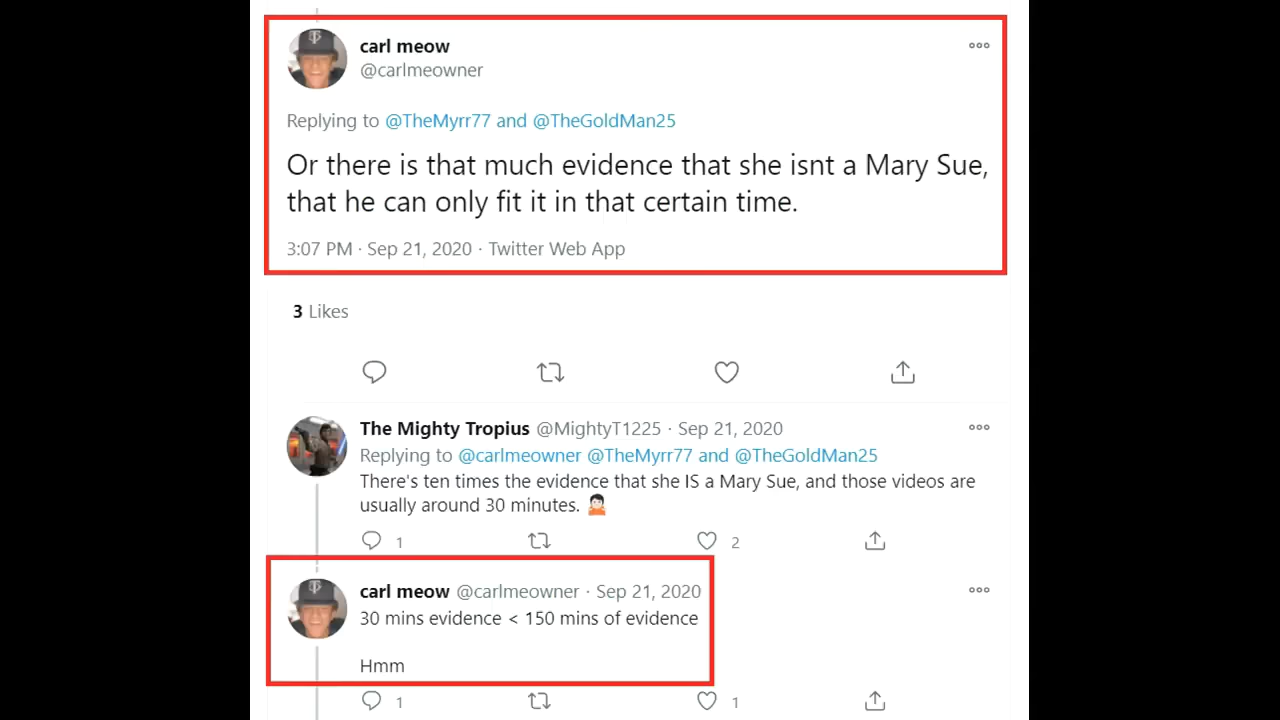 carl meow
@carlmeowner
Replying to @TheMyrr77 and @TheGoldMan25
Or there is that much evidence that she isnt a Mary Sue,
that he can only fit it in that certain time.
3:07 PM · Sep 21, 2020 · Twitter Web App
3 Likes
The Mighty Tropius @MightyT1225 · Sep 21, 2020
Replying to @carlmeowner @TheMyrr77 and @TheGoldMan25
There's ten times the evidence that she IS a Mary Sue, and those videos are
usually around 30 minutes. 🤷🏻
1 2
carl meow @carlmeowner · Sep 21, 2020
30 mins evidence < 150 mins of evidence
Hmm
1 1